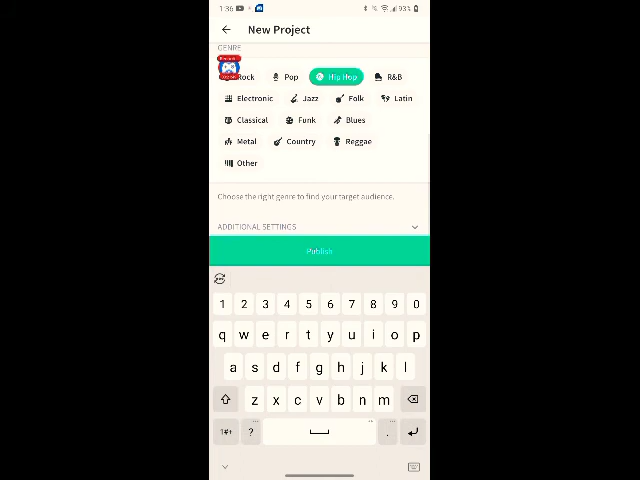 1:36 93%
New Project
GENRE
Rock Pop Hip Hop R&B
Electronic Jazz Folk Latin
Classical Funk Blues
Metal Country Reggae
Other
Choose the right genre to find your target audience.
ADDITIONAL SETTINGS
Publish
1 2 3 4 5 6 7 8 9 0
q w e r t y u i o p
a s d f g h j k l
z x c v b n m
1#+ ? .